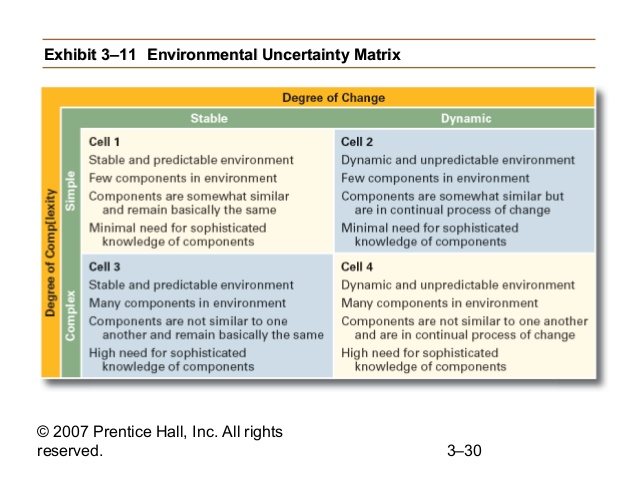 Exhibit 3–11 Environmental Uncertainty Matrix
Degree of Change
Stable
Dynamic
Degree of Comp[lexity
Simple
Cell 1
Stable and predictable environment
Few components in environment
Components are somewhat similar
and remain basically the same
Minimal need for sophisticated
knowledge of components
Cell 2
Dynamic and unpredictable environment
Few components in environment
Components are somewhat similar but
are in continual process of change
Minimal need for sophisticated
knowledge of components
Complex
Cell 3
Stable and predictable environment
Many components in environment
Components are not similar to one
another and remain basically the same
High need for sophisticated
knowledge of components
Cell 4
Dynamic and unpredictable environment
Many components in environment
Components are not similar to one another
and are in continual process of change
High need for sophisticated
knowledge of components
© 2007 Prentice Hall, Inc. All rights
reserved.
3–30